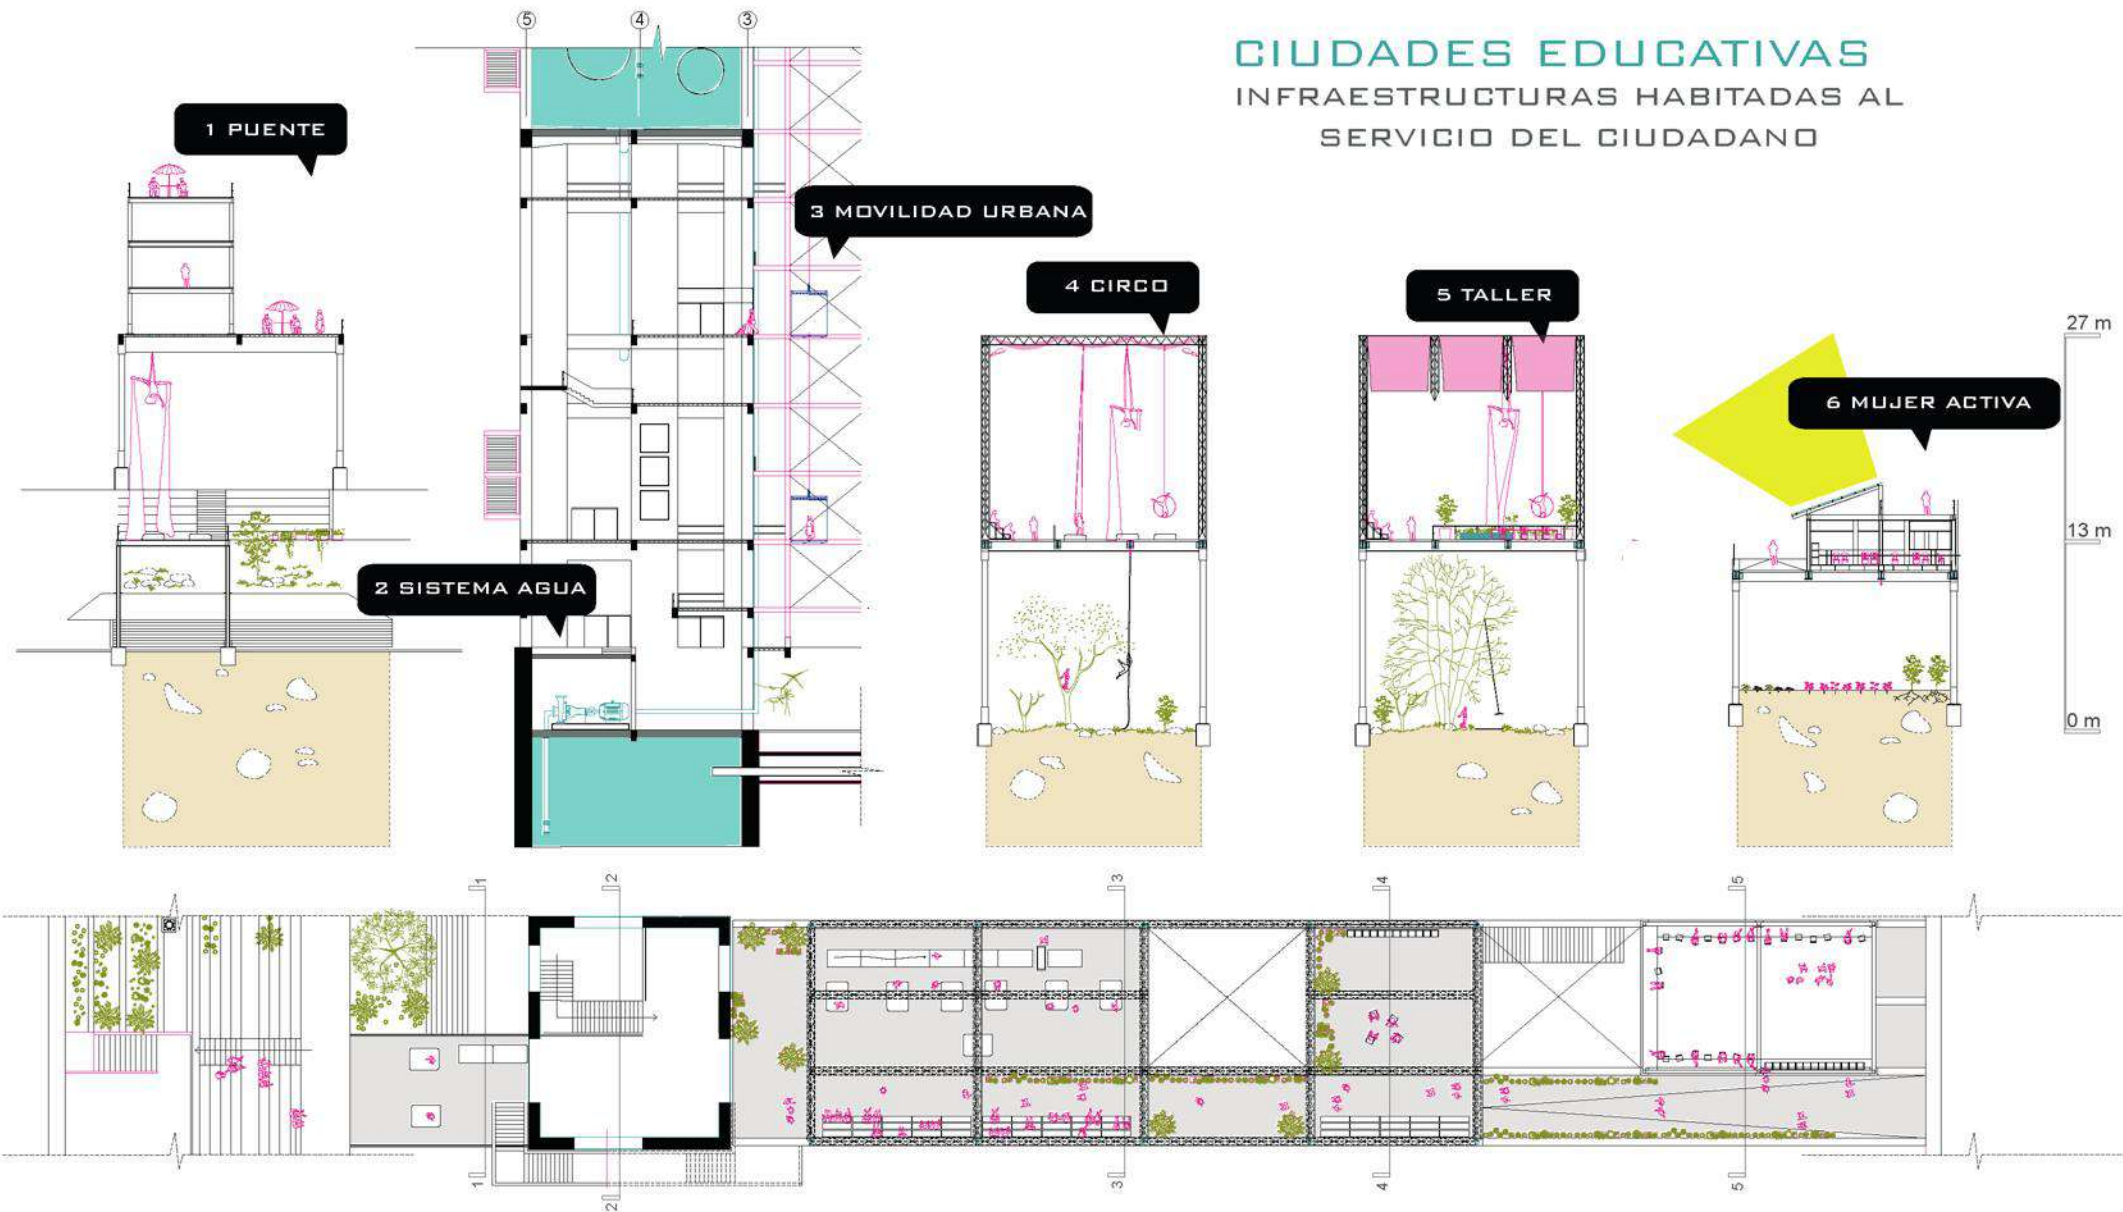 5
4
3
CIUDADES EDUCATIVAS
INFRAESTRUCTURAS HABITADAS AL
SERVICIO DEL CIUDADANO
1 PUENTE
3 MOVILIDAD URBANA
4 CIRCO
5 TALLER
27 m
6 MUJER ACTIVA
13 m
2 SISTEMA AGUA
0 m
1
2
3
4
5
1
2
3
4
5